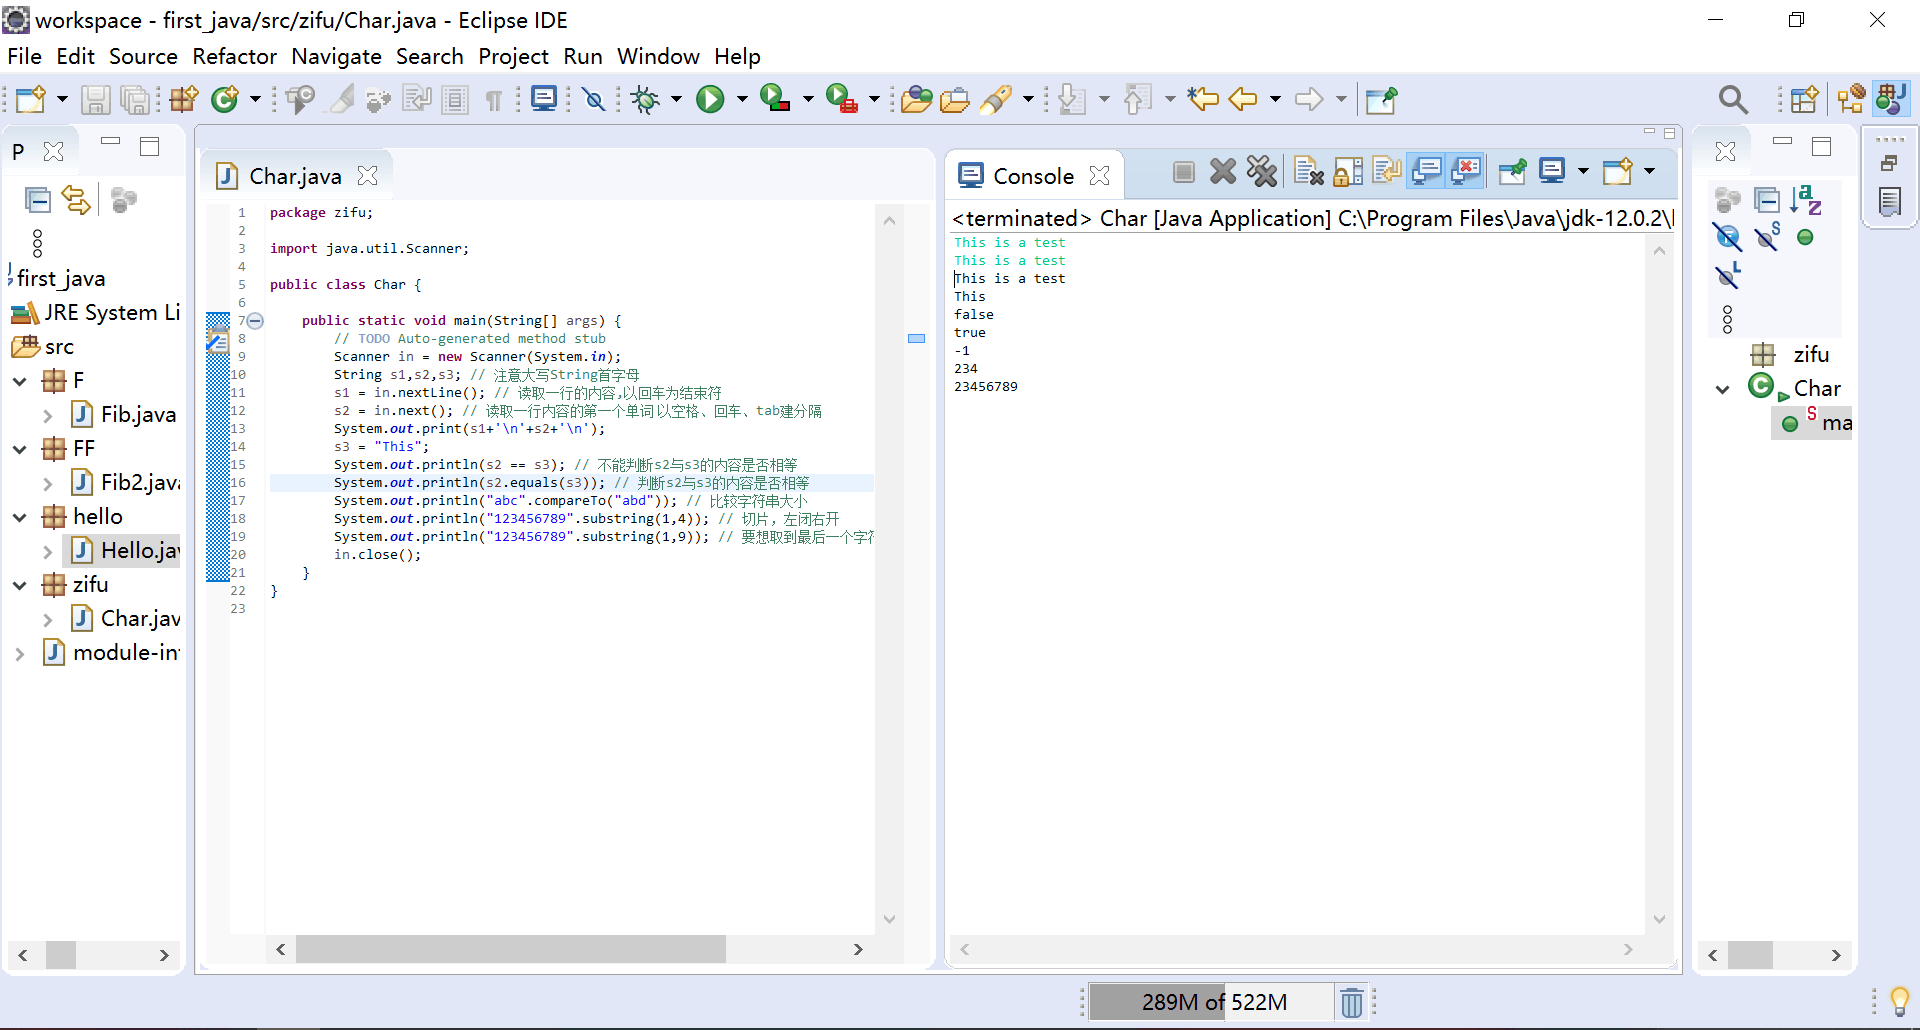 workspace - first_java/src/zifu/Char.java - Eclipse IDE
File Edit Source Refactor Navigate Search Project Run Window Help
P
first_java
JRE System Li
src
F
Fib.java
FF
Fib2.java
hello
Hello.jav
zifu
Char.jav
module-in
Char.java
1 package zifu;
2
3 import java.util.Scanner;
4
5 public class Char {
6
7 public static void main(String[] args) {
8 // TODO Auto-generated method stub
9 Scanner in = new Scanner(System.in);
10 String s1,s2,s3; // 注意大写String首字母
11 s1 = in.nextLine(); // 读取一行的内容,以回车为结束符
12 s2 = in.next(); // 读取一行内容的第一个单词 以空格、回车、tab建分隔
13 System.out.print(s1+'\n'+s2+'\n');
14 s3 = "This";
15 System.out.println(s2 == s3); // 不能判断s2与s3的内容是否相等
16 System.out.println(s2.equals(s3)); // 判断s2与s3的内容是否相等
17 System.out.println("abc".compareTo("abd")); // 比较字符串大小
18 System.out.println("123456789".substring(1,4)); // 切片，左闭右开
19 System.out.println("123456789".substring(1,9)); // 要想取到最后一个字符
20 in.close();
21 }
22 }
23
Console
<terminated> Char [Java Application] C:\Program Files\Java\jdk-12.0.2\
This is a test
This is a test
This is a test
This
false
true
-1
234
23456789
zifu
Char
ma
289M of 522M